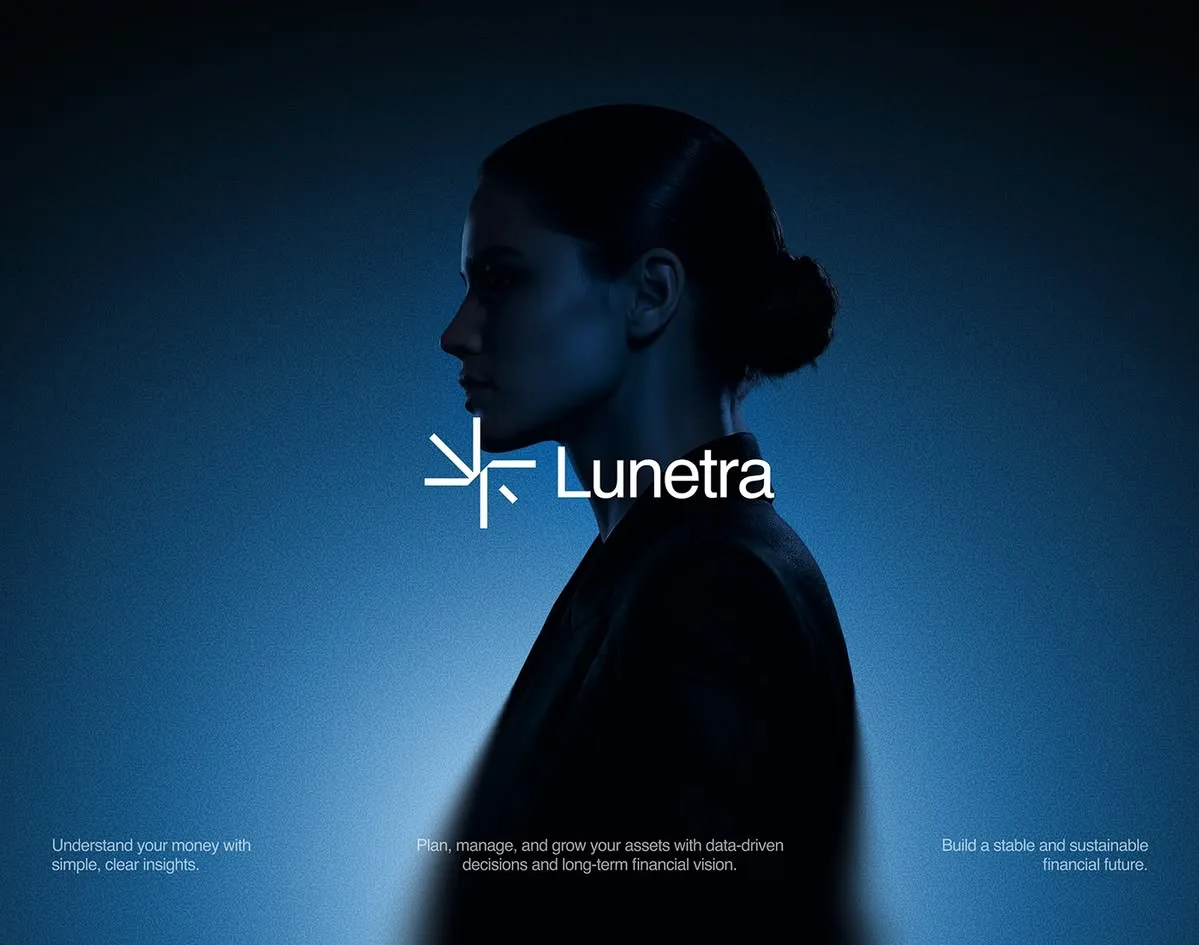 Lunetra
Understand your money with
simple, clear insights.
Plan, manage, and grow your assets with data-driven
decisions and long-term financial vision.
Build a stable and sustainable
financial future.